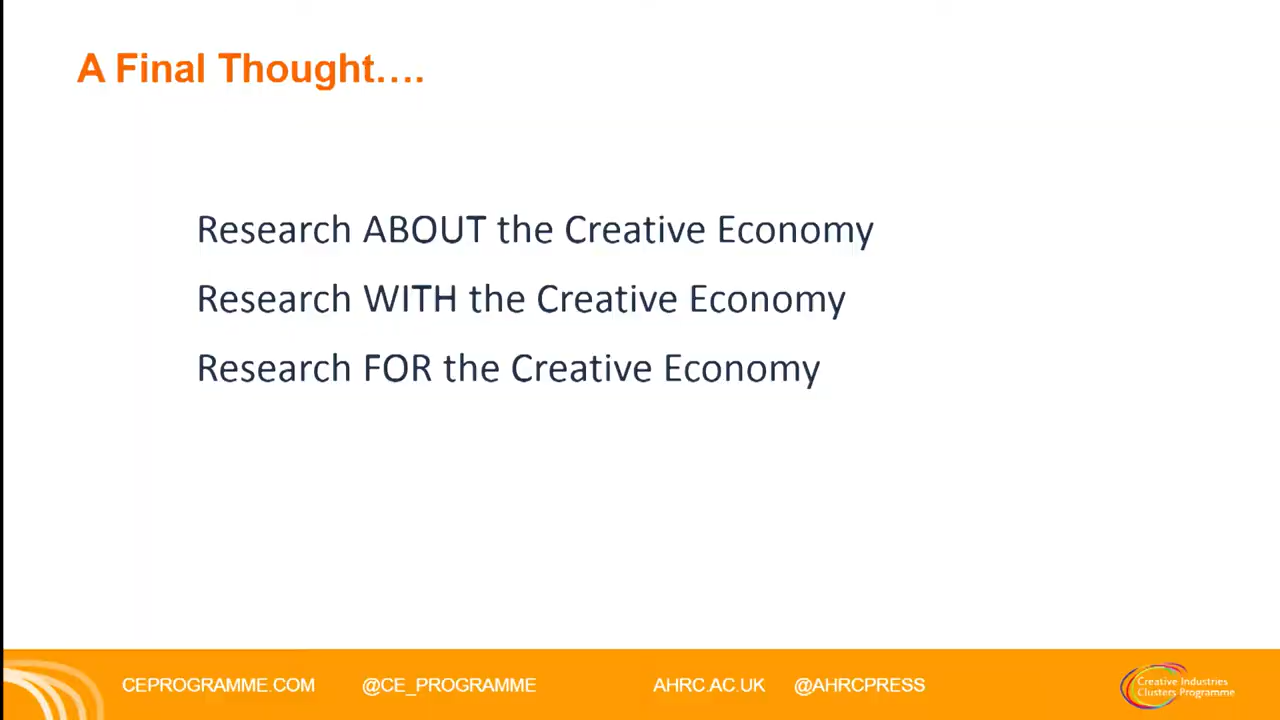 A Final Thought….
Research ABOUT the Creative Economy
Research WITH the Creative Economy
Research FOR the Creative Economy
CEPROGRAMME.COM @CE_PROGRAMME AHRC.AC.UK @AHRCPRESS
Creative Industries
Clusters Programme